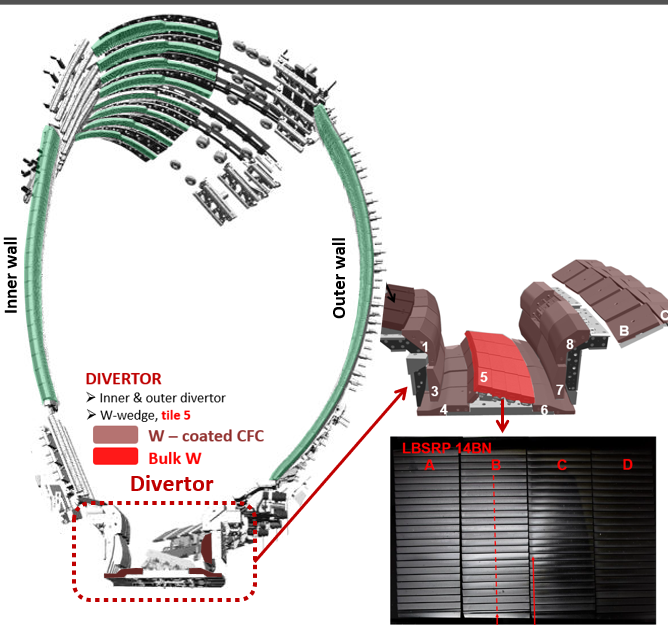 Inner wall
Outer wall
DIVERTOR
➢ Inner & outer divertor
➢ W-wedge, tile 5
W – coated CFC
Bulk W
Divertor
1
3
4
5
6
7
8
B
C
LBSRP 14BN
A B C D